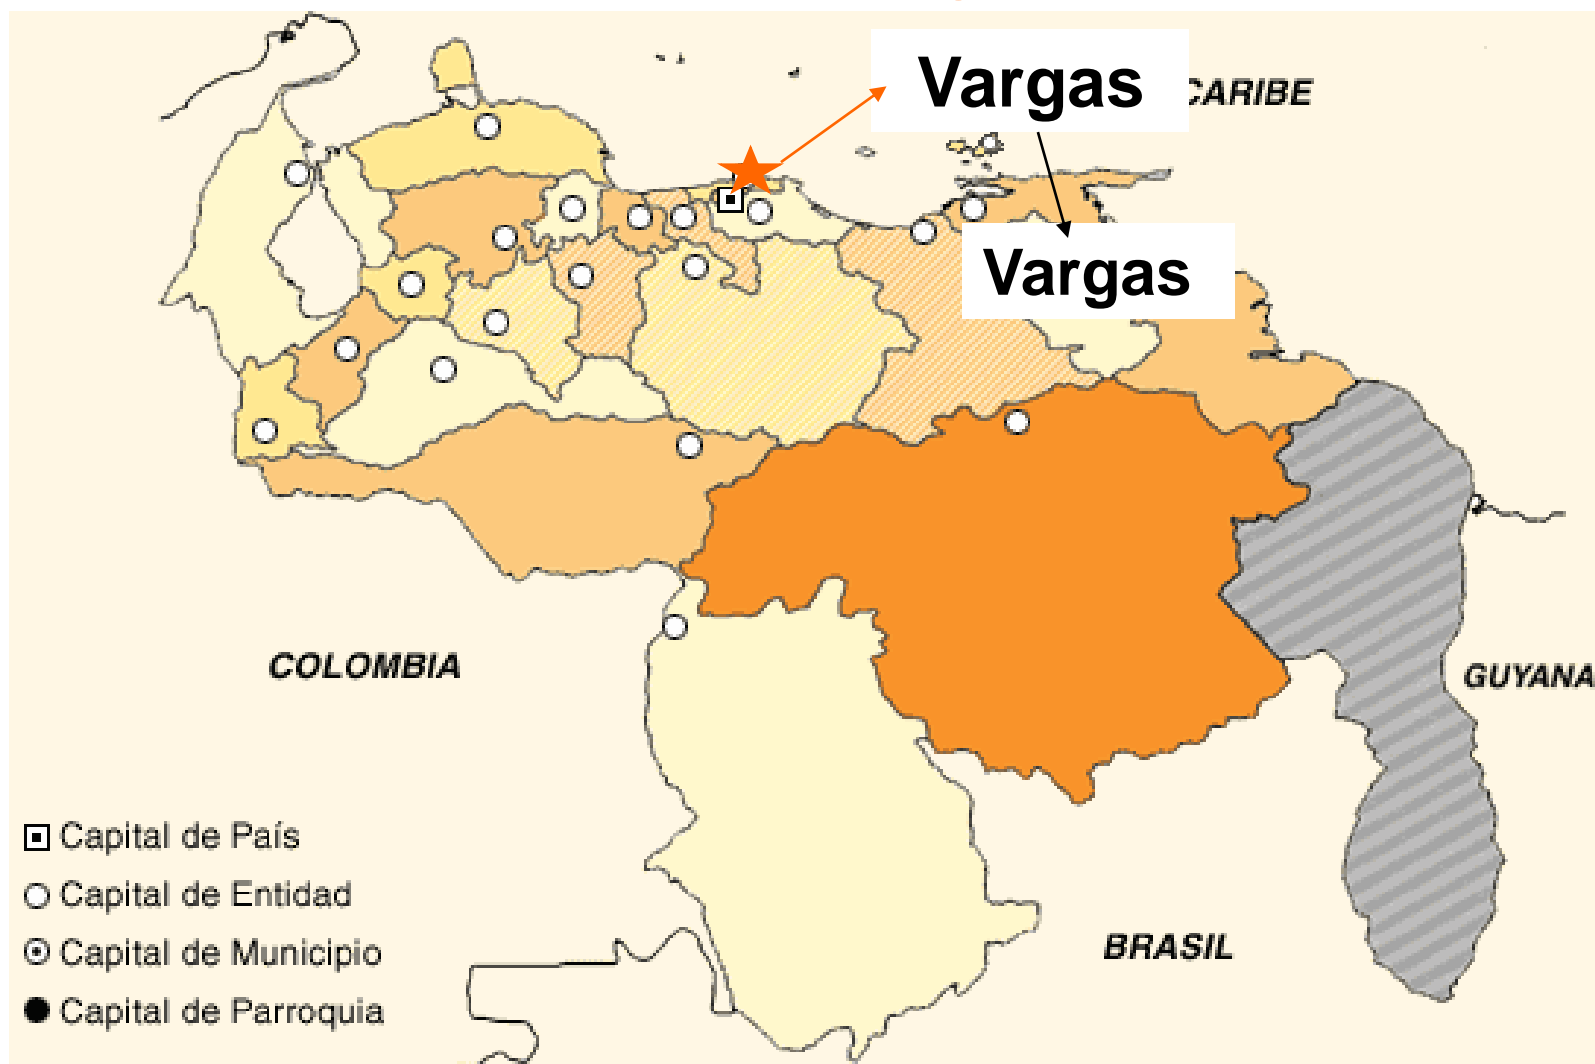 Vargas
CARIBE
Vargas
COLOMBIA
GUYANA
BRASIL
Capital de País
Capital de Entidad
Capital de Municipio
Capital de Parroquia